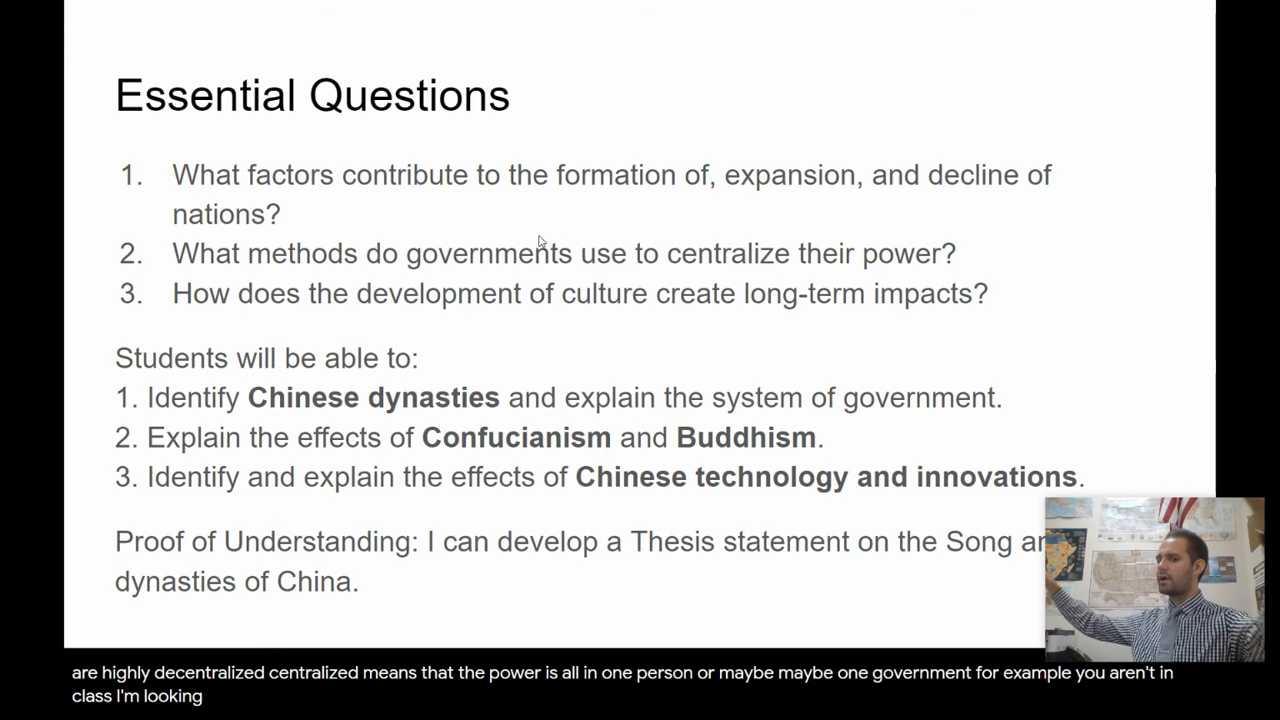 Essential Questions
1. What factors contribute to the formation of, expansion, and decline of
nations?
2. What methods do governments use to centralize their power?
3. How does the development of culture create long-term impacts?
Students will be able to:
1. Identify Chinese dynasties and explain the system of government.
2. Explain the effects of Confucianism and Buddhism.
3. Identify and explain the effects of Chinese technology and innovations.
Proof of Understanding: I can develop a Thesis statement on the Song
dynasties of China.
are highly decentralized centralized means that the power is all in one person or maybe maybe one government for example you aren't in
class I'm looking